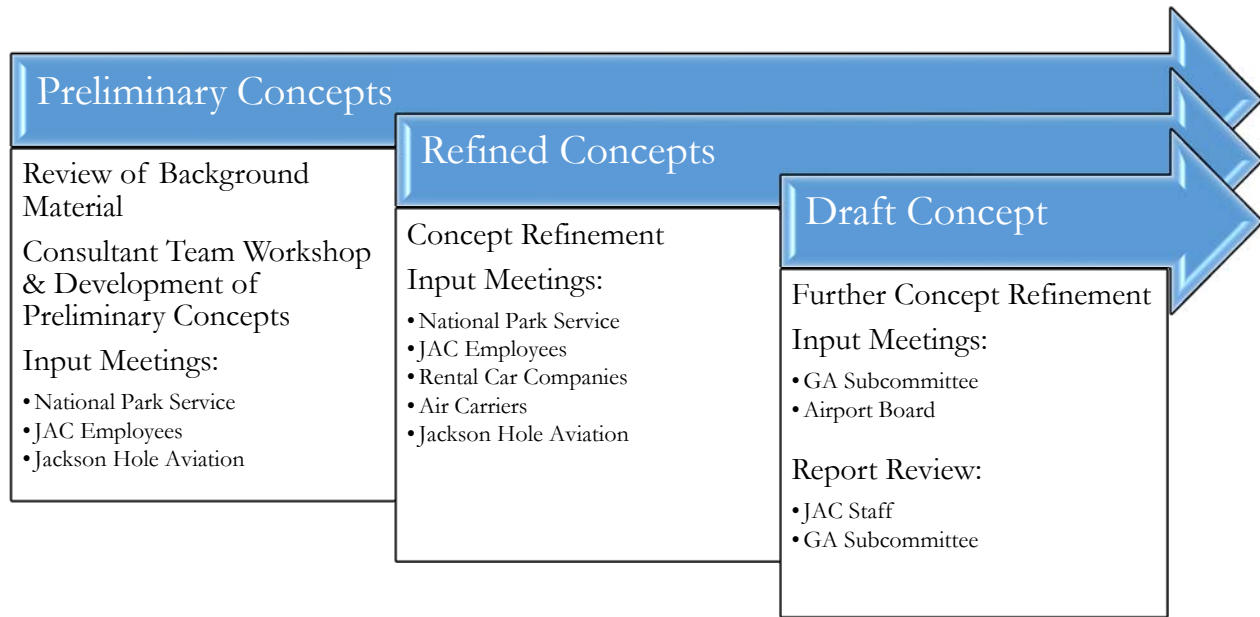 Preliminary Concepts
Review of Background
Material
Consultant Team Workshop
& Development of
Preliminary Concepts
Input Meetings:
• National Park Service
• JAC Employees
• Jackson Hole Aviation
Refined Concepts
Concept Refinement
Input Meetings:
• National Park Service
• JAC Employees
• Rental Car Companies
• Air Carriers
• Jackson Hole Aviation
Draft Concept
Further Concept Refinement
Input Meetings:
• GA Subcommittee
• Airport Board
Report Review:
• JAC Staff
• GA Subcommittee